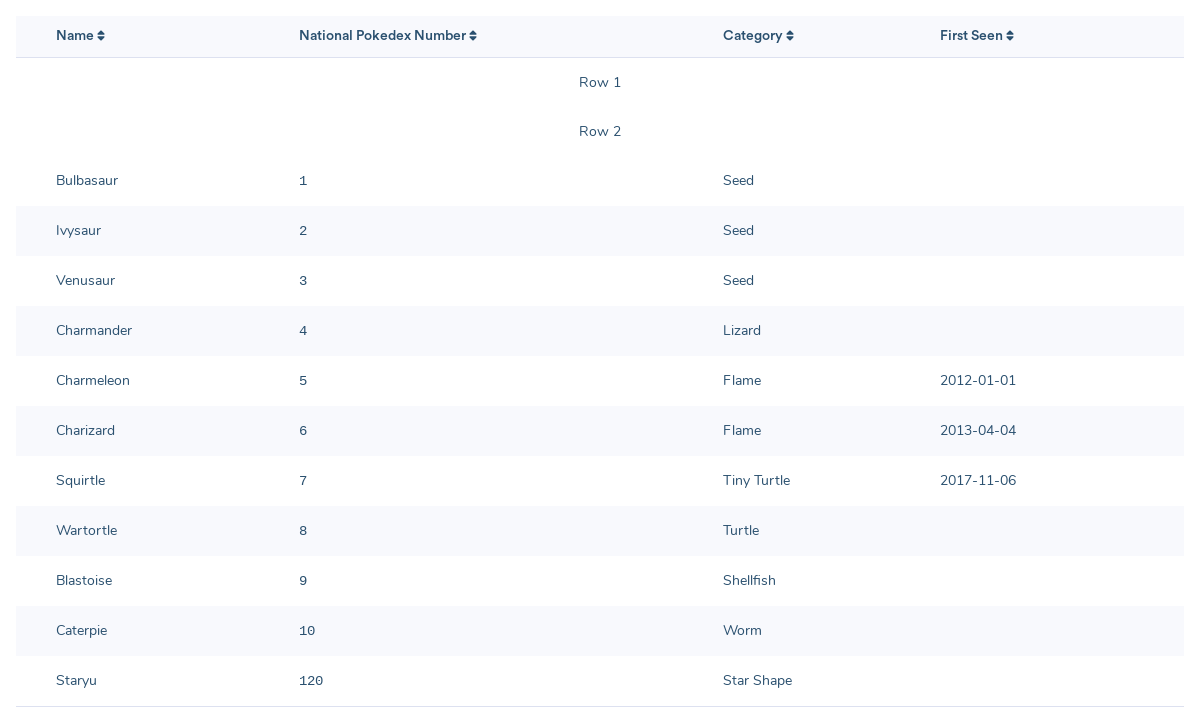 Name National Pokedex Number Category First Seen
Row 1
Row 2
Bulbasaur 1 Seed
Ivysaur 2 Seed
Venusaur 3 Seed
Charmander 4 Lizard
Charmeleon 5 Flame 2012-01-01
Charizard 6 Flame 2013-04-04
Squirtle 7 Tiny Turtle 2017-11-06
Wartortle 8 Turtle
Blastoise 9 Shellfish
Caterpie 10 Worm
Staryu 120 Star Shape